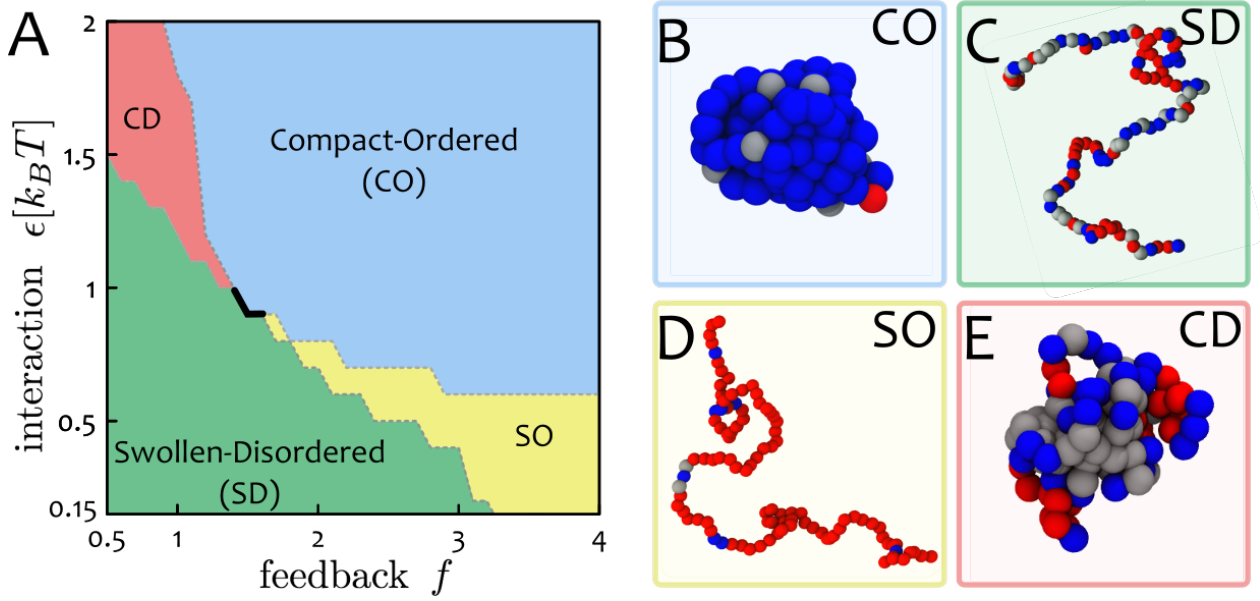 A
2
1.5
1
0.5
0.15
interaction ϵ[k_BT]
CD
Compact-Ordered
(CO)
Swollen-Disordered
(SD)
SO
0.5 1 2 3 4
feedback f
B CO
C SD
D SO
E CD